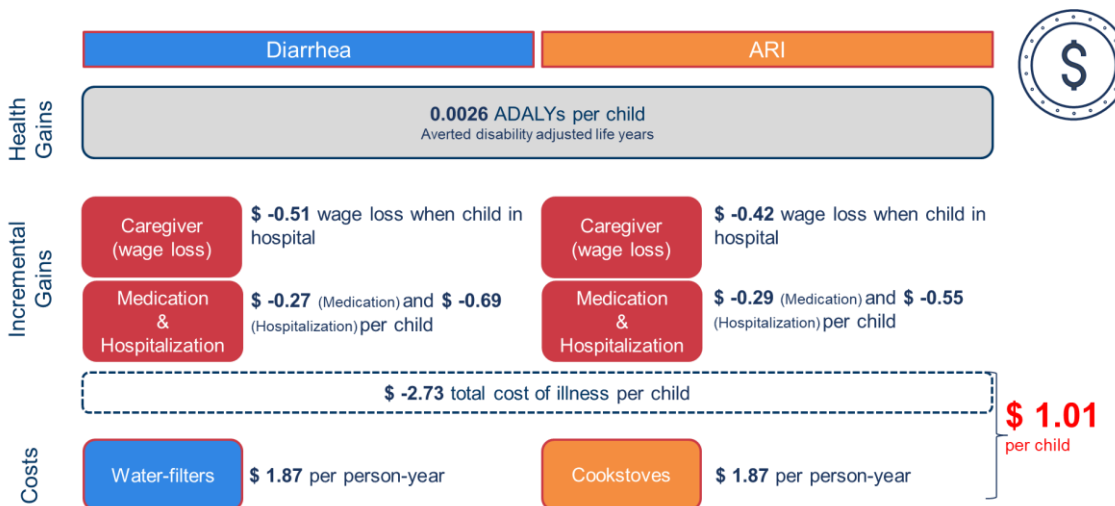 Diarrhea
ARI
$
Health
Gains
0.0026 ADALYs per child
Averted disability adjusted life years
Incremental
Gains
Caregiver
(wage loss)
$ -0.51 wage loss when child in
hospital
Caregiver
(wage loss)
$ -0.42 wage loss when child in
hospital
Medication
&
Hospitalization
$ -0.27 (Medication) and $ -0.69
(Hospitalization) per child
Medication
&
Hospitalization
$ -0.29 (Medication) and $ -0.55
(Hospitalization) per child
$ -2.73 total cost of illness per child
$ 1.01
per child
Costs
Water-filters
$ 1.87 per person-year
Cookstoves
$ 1.87 per person-year